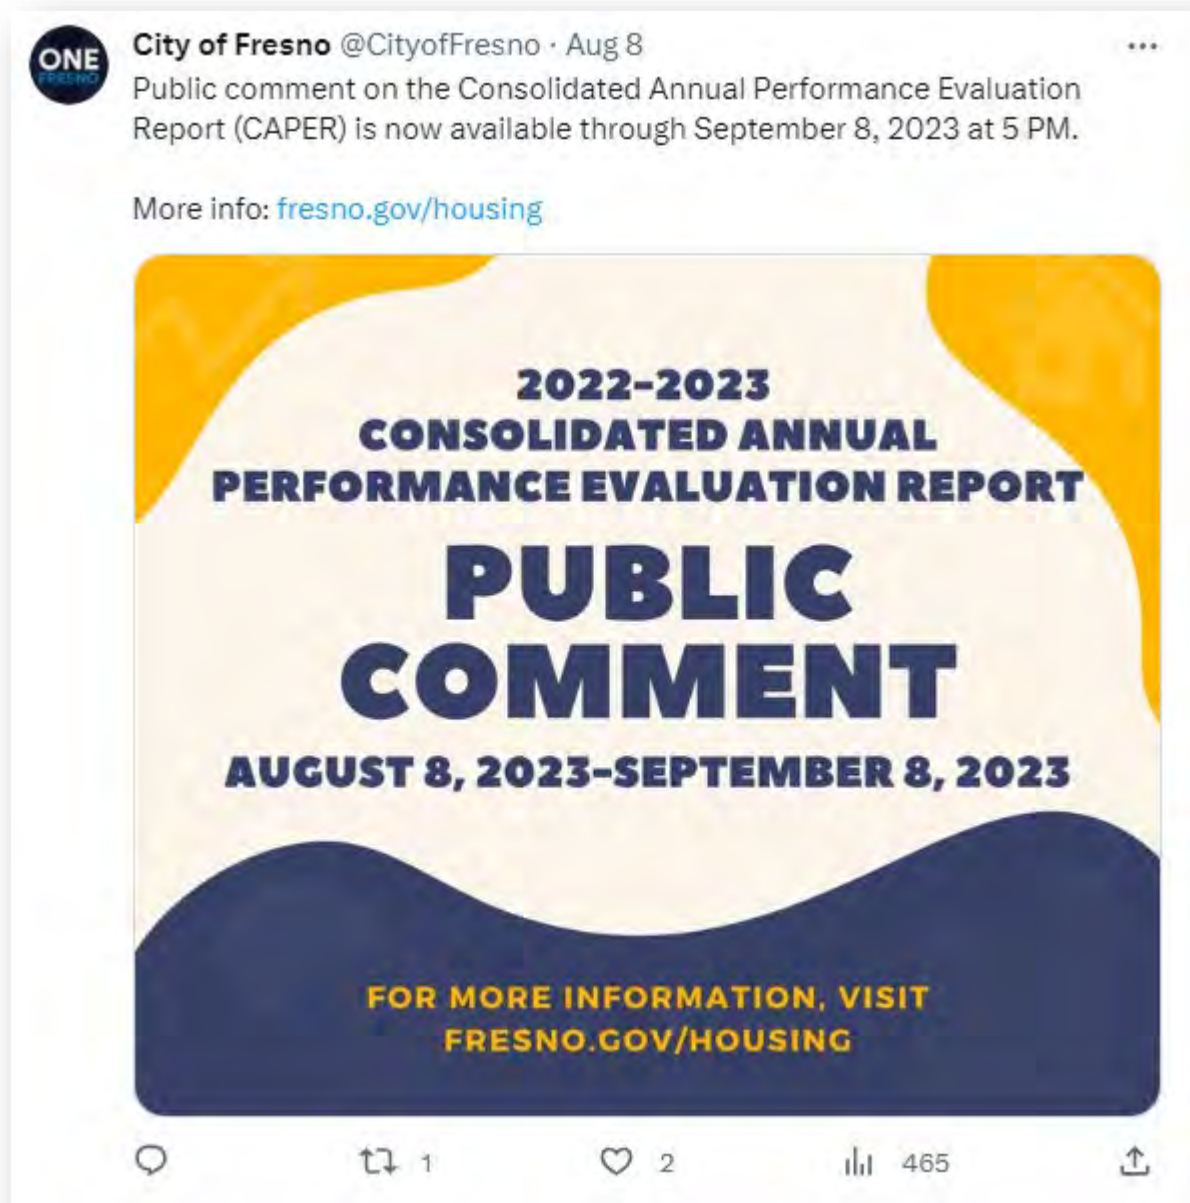 ONE
FRESNO
City of Fresno @CityofFresno · Aug 8
Public comment on the Consolidated Annual Performance Evaluation
Report (CAPER) is now available through September 8, 2023 at 5 PM.
More info: fresno.gov/housing
2022-2023
CONSOLIDATED ANNUAL
PERFORMANCE EVALUATION REPORT
PUBLIC
COMMENT
AUGUST 8, 2023-SEPTEMBER 8, 2023
FOR MORE INFORMATION, VISIT
FRESNO.GOV/HOUSING
1 2 465